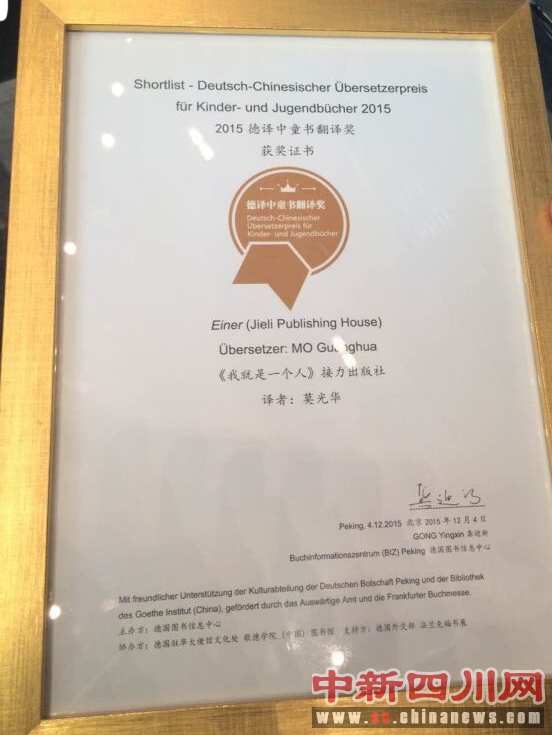 Shortlist - Deutsch-Chinesischer Übersetzerpreis
für Kinder- und Jugendbücher 2015
2015 德译中童书翻译奖
获奖证书
德译中童书翻译奖
Deutsch-Chinesischer
Übersetzerpreis für
Kinder- und Jugendbücher
Einer (Jieli Publishing House)
Übersetzer: MO Guanghua
《我就是一个人》接力出版社
译者：莫光华
Peking, 4.12.2015 北京 2015 年 12 月 4 日
GONG Yingxin 龚迎新
Buchinformationszentrum (BIZ) Peking 德国图书信息中心
Mit freundlicher Unterstützung der Kulturabteilung der Deutschen Botschaft Peking und der Bibliothek
des Goethe Institut (China), gefördert durch das Auswärtige Amt und die Frankfurter Buchmesse.
主办方：德国图书信息中心
协办方：德国驻华大使馆文化处 歌德学院（中国）图书馆 支持方：德国外交部 法兰克福书展
中新四川网
www.sc.chinanews.com